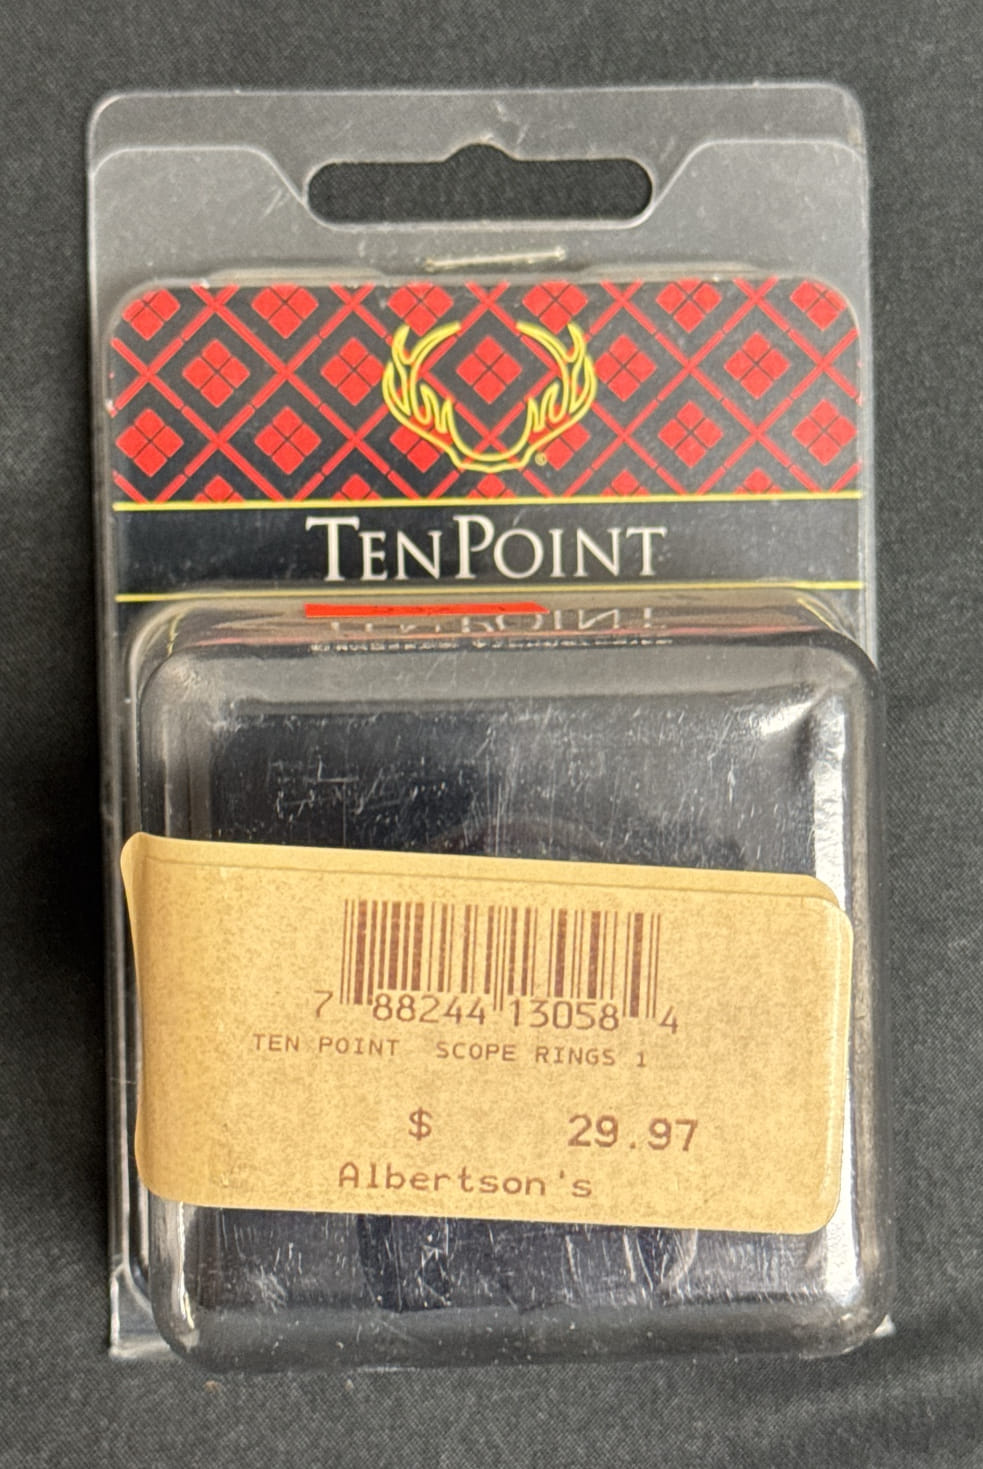 TENPOINT
7 88244 13058 4
TEN POINT SCOPE RINGS 1
$ 29.97
Albertson's